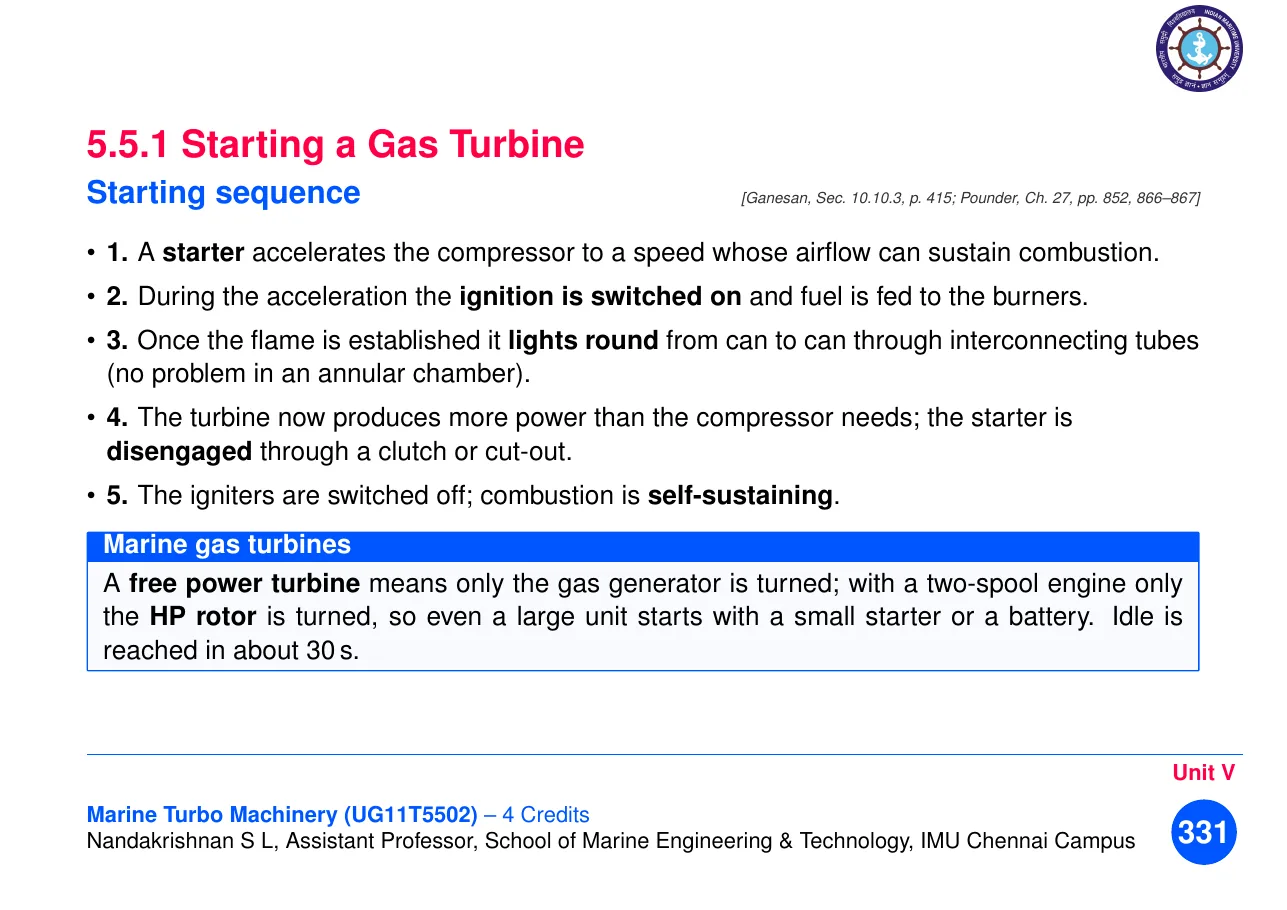 INDIAN MARITIME UNIVERSITY
5.5.1 Starting a Gas Turbine
Starting sequence
[Ganesan, Sec. 10.10.3, p. 415; Pounder, Ch. 27, pp. 852, 866–867]
• 1. A starter accelerates the compressor to a speed whose airflow can sustain combustion.
• 2. During the acceleration the ignition is switched on and fuel is fed to the burners.
• 3. Once the flame is established it lights round from can to can through interconnecting tubes
(no problem in an annular chamber).
• 4. The turbine now produces more power than the compressor needs; the starter is
disengaged through a clutch or cut-out.
• 5. The igniters are switched off; combustion is self-sustaining.
Marine gas turbines
A free power turbine means only the gas generator is turned; with a two-spool engine only
the HP rotor is turned, so even a large unit starts with a small starter or a battery. Idle is
reached in about 30 s.
Unit V
Marine Turbo Machinery (UG11T5502) – 4 Credits
Nandakrishnan S L, Assistant Professor, School of Marine Engineering & Technology, IMU Chennai Campus
331